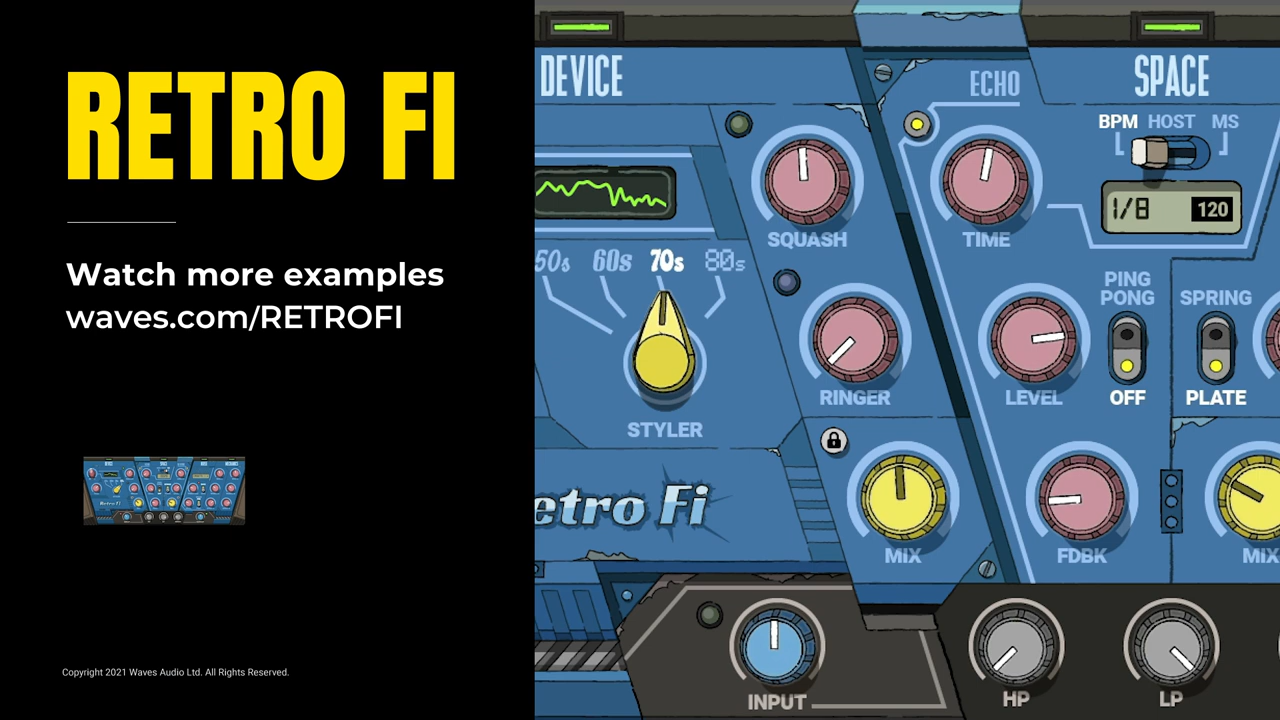 RETRO FI
Watch more examples
waves.com/RETROFI
Copyright 2021 Waves Audio Ltd. All Rights Reserved.
DEVICE
50s 60s 70s 80s
STYLER
etro Fi
SQUASH
RINGER
MIX
INPUT
ECHO
TIME
LEVEL
FDBK
SPACE
BPM HOST MS
1/8 120
PING
PONG
OFF
SPRING
PLATE
MIX
HP
LP